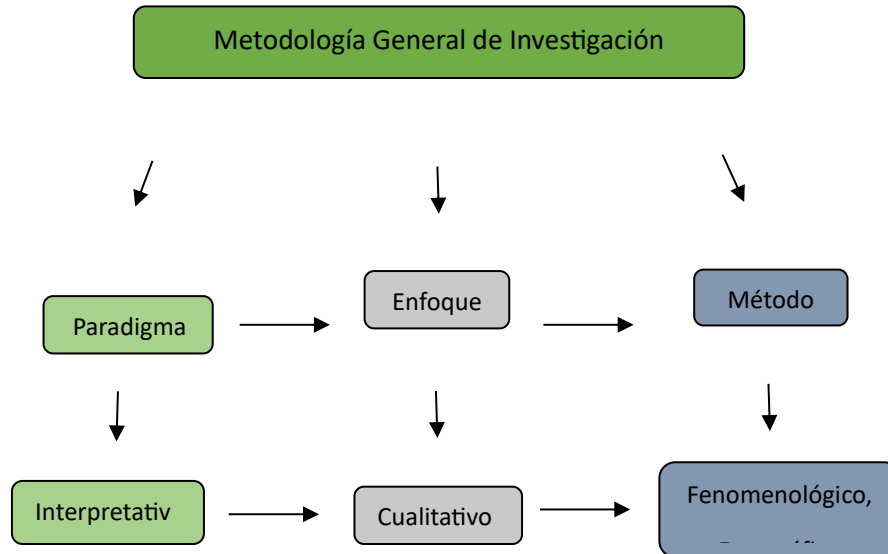 Metodología General de Investigación
Paradigma
Enfoque
Método
Interpretativ
Cualitativo
Fenomenológico,